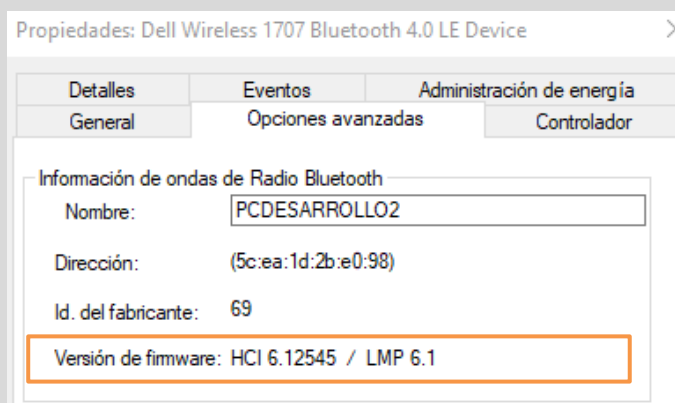 Propiedades: Dell Wireless 1707 Bluetooth 4.0 LE Device
Detalles Eventos Administración de energía
General Opciones avanzadas Controlador
Información de ondas de Radio Bluetooth
Nombre: PCDESARROLLO2
Dirección: (5c:ea:1d:2b:e0:98)
Id. del fabricante: 69
Versión de firmware: HCI 6.12545 / LMP 6.1